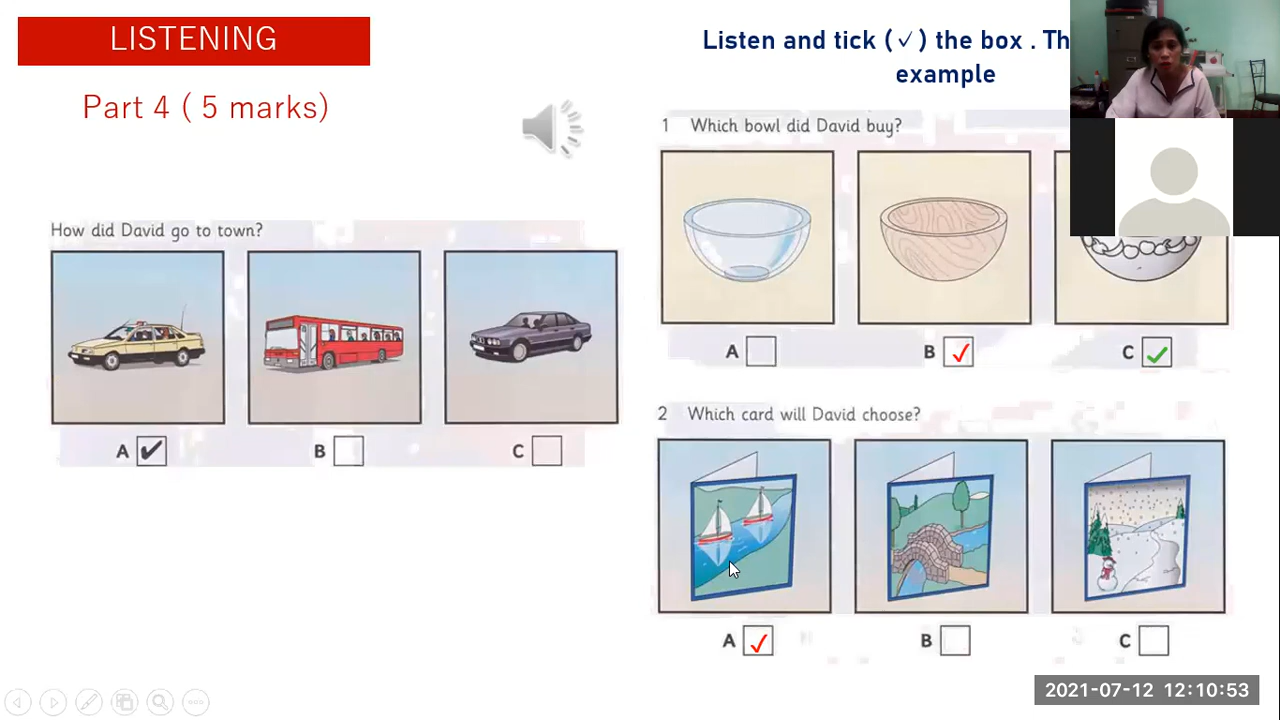 LISTENING
Part 4 ( 5 marks)
Listen and tick (✓) the box . Th
example
How did David go to town?
A ✔ B C
1 Which bowl did David buy?
A B ✓ C ✓
2 Which card will David choose?
A ✓ B C
2021-07-12 12:10:53